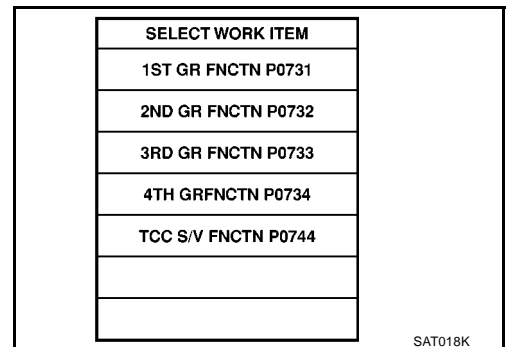 SELECT WORK ITEM
1ST GR FNCTN P0731
2ND GR FNCTN P0732
3RD GR FNCTN P0733
4TH GRFNCTN P0734
TCC S/V FNCTN P0744
SAT018K